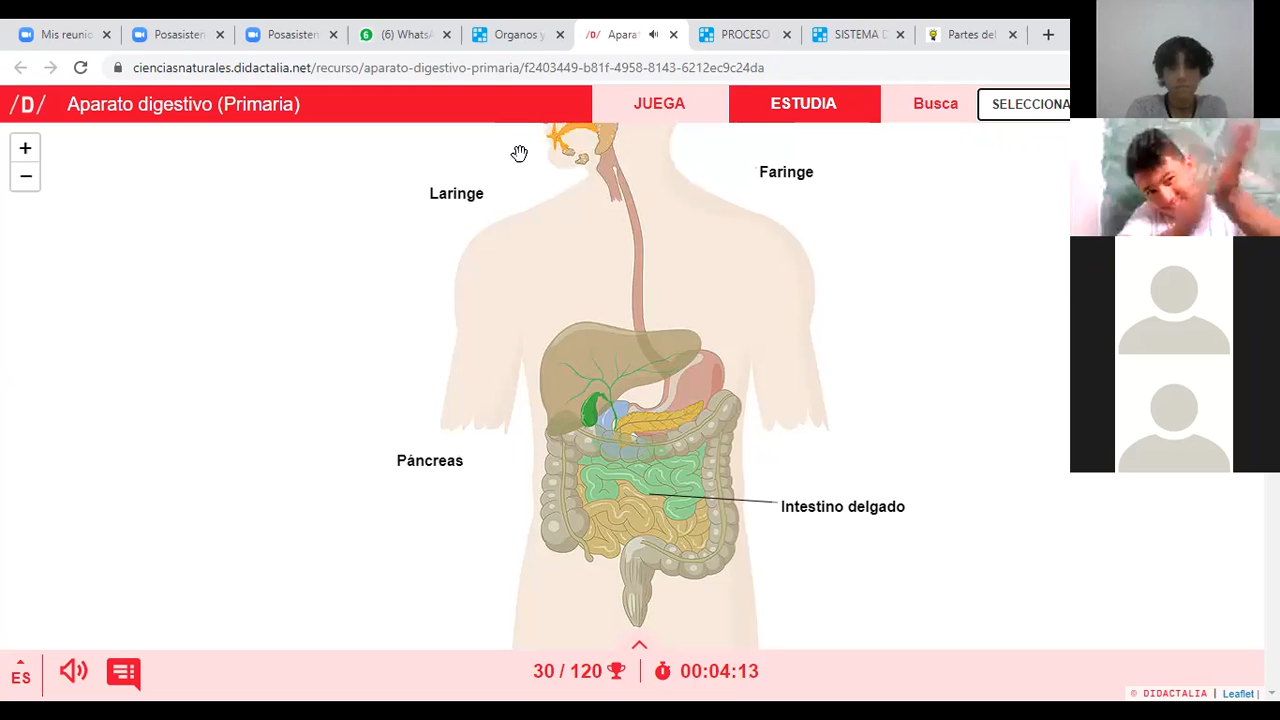 Mis reunio
Posasisten
Posasisten
6
(6) WhatsA
Organos y
/D/
Apara
PROCESO
SISTEMA D
Partes del
cienciasnaturales.didactalia.net/recurso/aparato-digestivo-primaria/f2403449-b81f-4958-8143-6212ec9c24da
/D/ Aparato digestivo (Primaria)
JUEGA
ESTUDIA
Busca
SELECCIONA
+
−
Faringe
Laringe
Páncreas
Intestino delgado
ES
30 / 120
00:04:13
© DIDACTALIA | Leaflet |